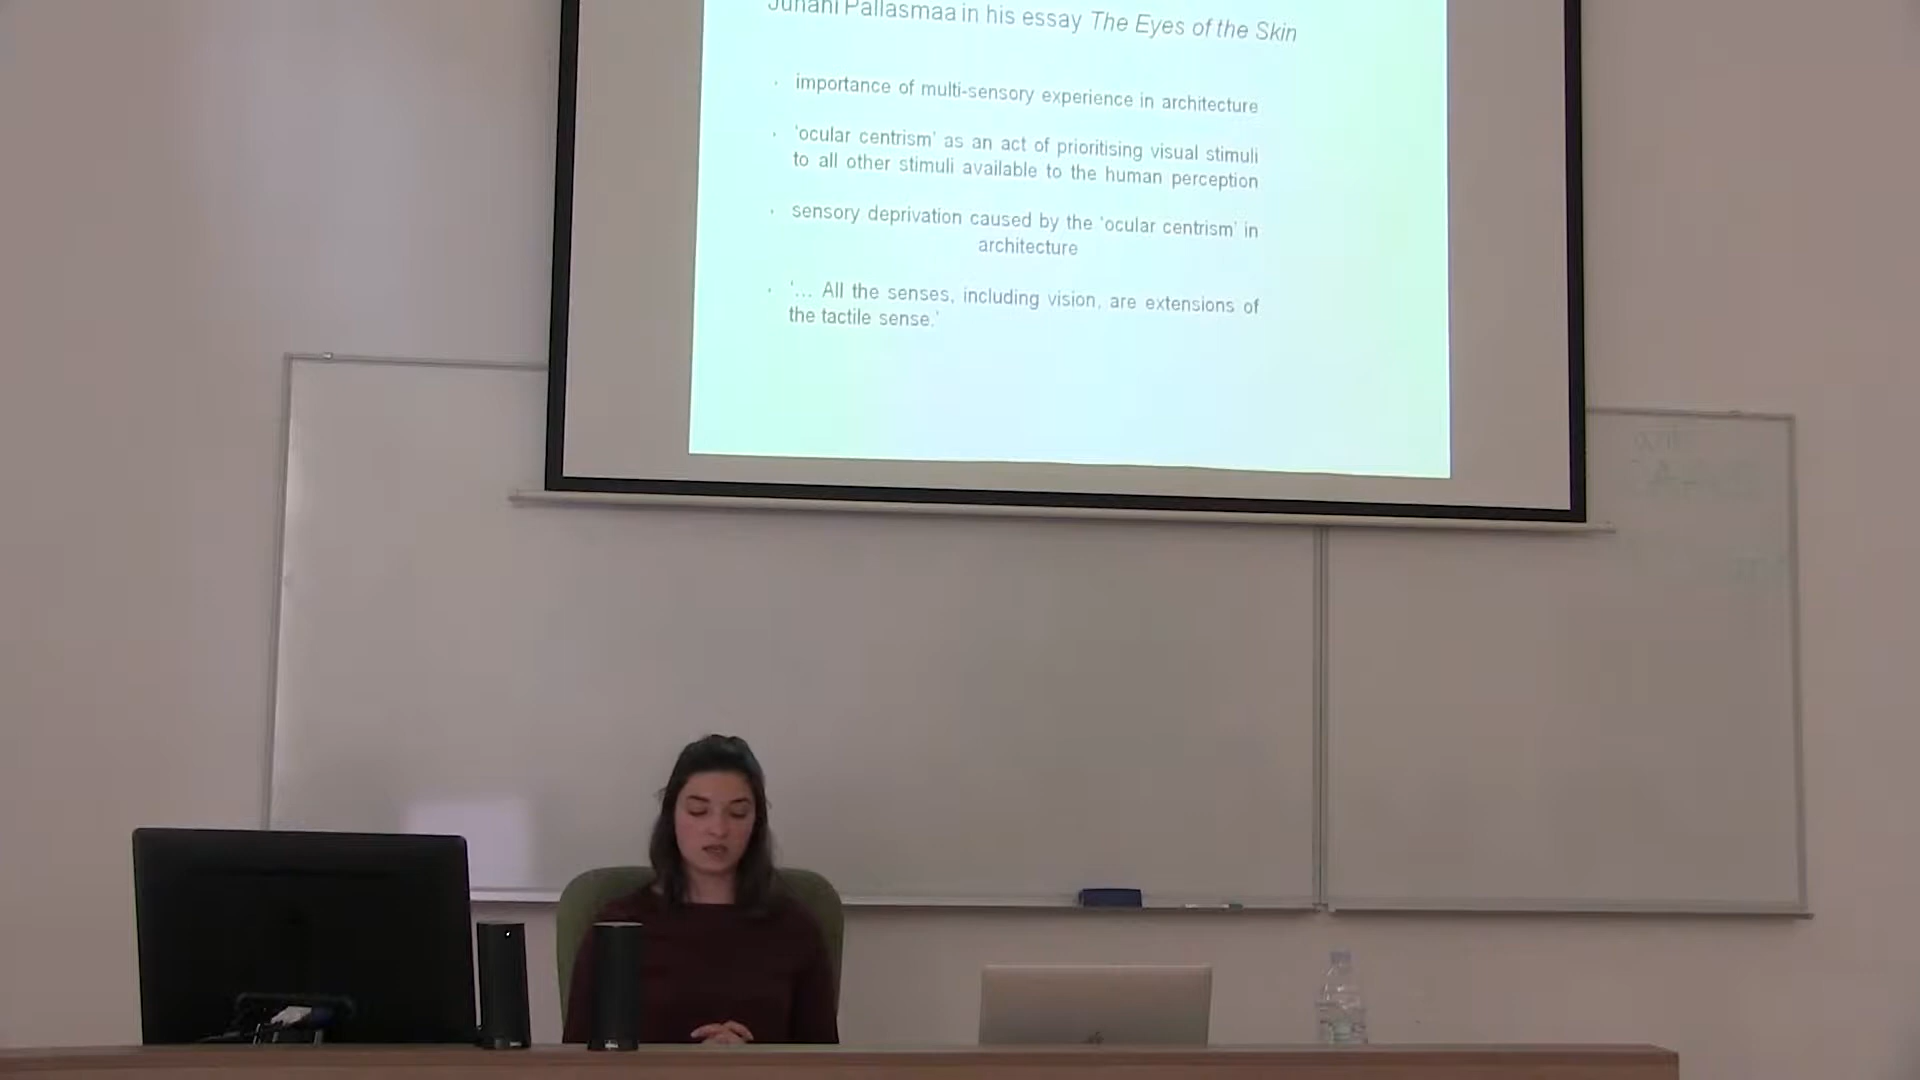 Juhani Pallasmaa in his essay The Eyes of the Skin
· importance of multi-sensory experience in architecture
· 'ocular centrism' as an act of prioritising visual stimuli
to all other stimuli available to the human perception
· sensory deprivation caused by the 'ocular centrism' in
architecture
· '... All the senses, including vision, are extensions of
the tactile sense.'